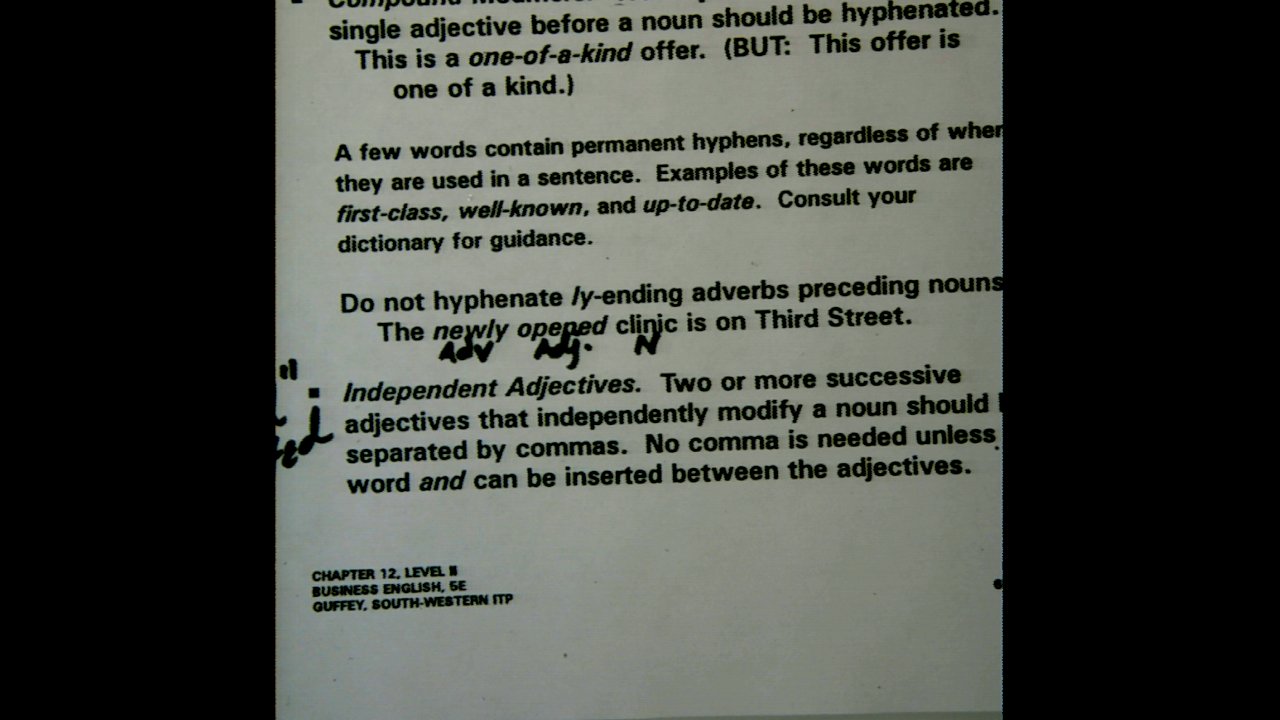 Compound
single adjective before a noun should be hyphenated.
This is a one-of-a-kind offer. (BUT: This offer is
one of a kind.)
A few words contain permanent hyphens, regardless of wher
they are used in a sentence. Examples of these words are
first-class, well-known, and up-to-date. Consult your
dictionary for guidance.
Do not hyphenate ly-ending adverbs preceding nouns
The newly opened clinic is on Third Street.
Adv Adj. N
▪ Independent Adjectives. Two or more successive
adjectives that independently modify a noun should
separated by commas. No comma is needed unless
word and can be inserted between the adjectives.
CHAPTER 12, LEVEL II
BUSINESS ENGLISH, 5E
GUFFEY, SOUTH-WESTERN ITP